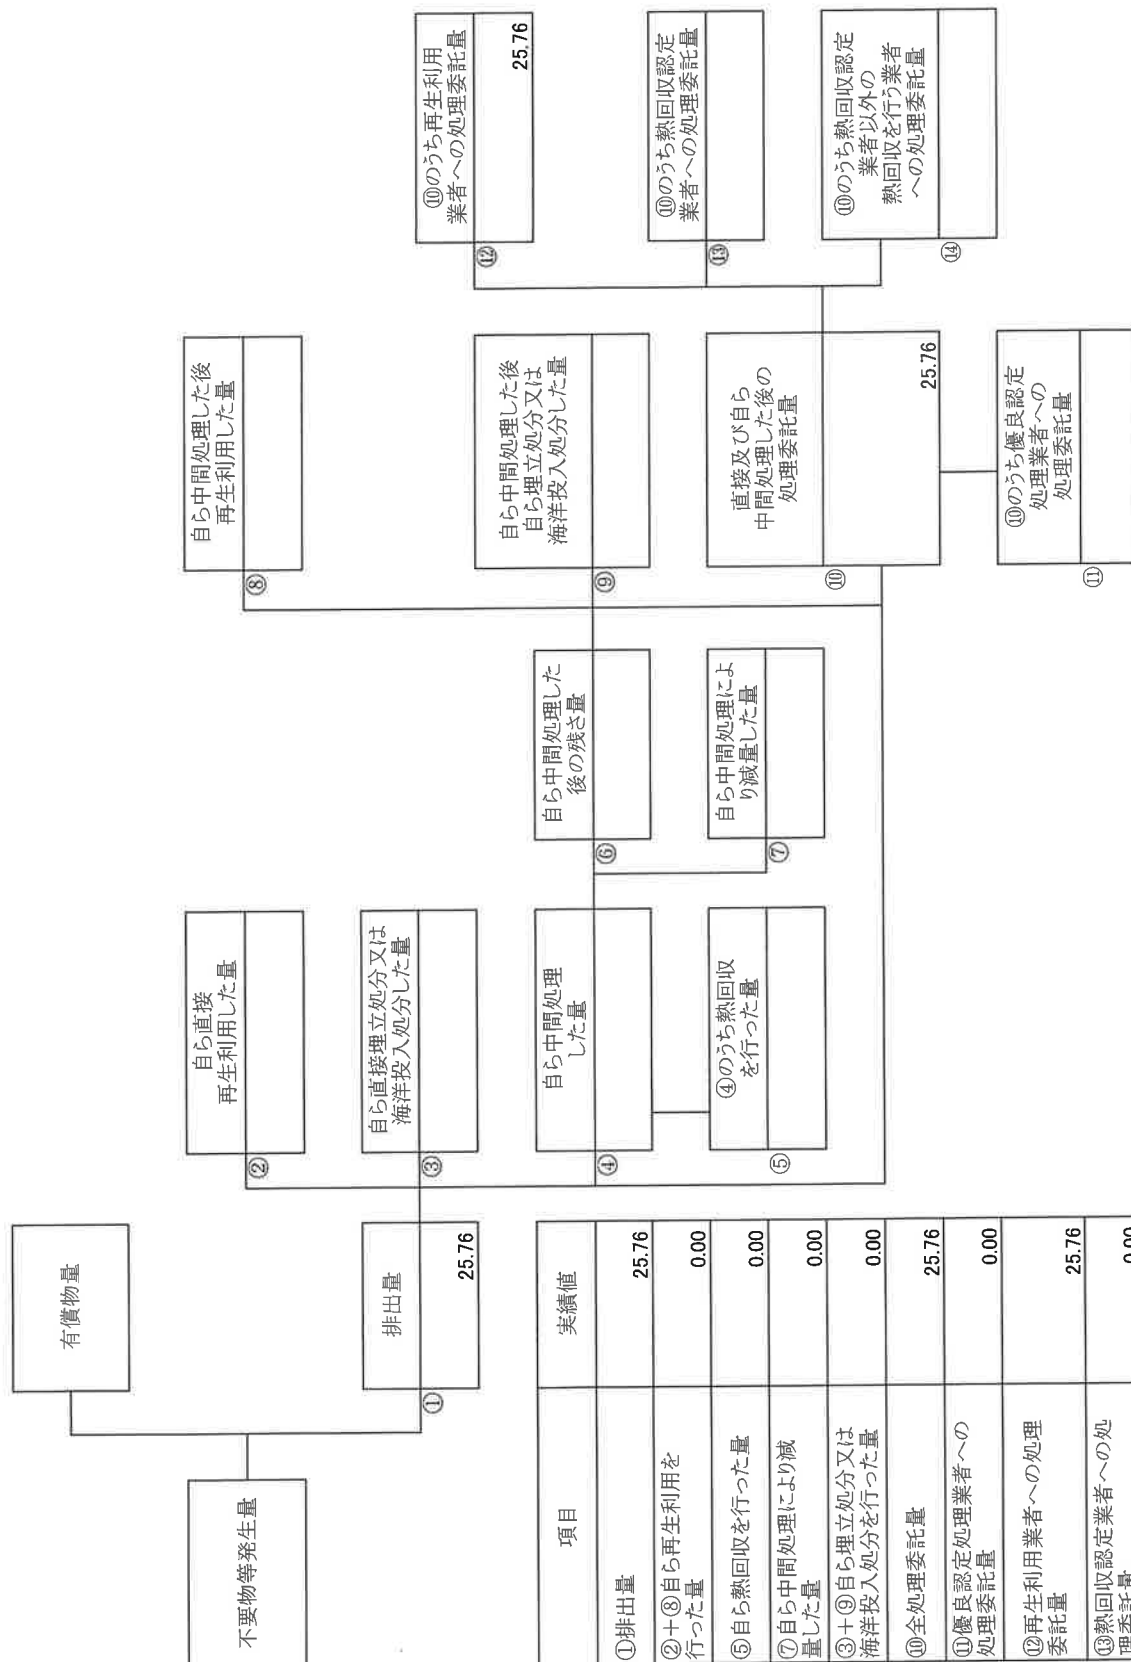 不要物等発生量
有償物量
①
排出量
25.76
②
自ら直接
再生利用した量
③
自ら直接埋立処分又は
海洋投入処分した量
④
自ら中間処理
した量
⑤
④のうち熱回収
を行った量
⑥
自ら中間処理した
後の残さ量
⑦
自ら中間処理によ
り減量した量
⑧
自ら中間処理した後
再生利用した量
⑨
自ら中間処理した後
自ら埋立処分又は
海洋投入処分した量
⑩
直接及び自ら
中間処理した後の
処理委託量
25.76
⑪
⑩のうち優良認定
処理業者への
処理委託量
⑫
⑩のうち再生利用
業者への処理委託量
25.76
⑬
⑩のうち熱回収認定
業者への処理委託量
⑭
⑩のうち熱回収認定
業者以外の
熱回収を行う業者
への処理委託量
項目
実績値
①排出量
25.76
②+⑧自ら再生利用を
行った量
0.00
⑤自ら熱回収を行った量
0.00
⑦自ら中間処理により減
量した量
0.00
③+⑨自ら埋立処分又は
海洋投入処分を行った量
0.00
⑩全処理委託量
25.76
⑪優良認定処理業者への
処理委託量
0.00
⑫再生利用業者への処理
委託量
25.76
⑬熱回収認定業者への処
理委託量
0.00